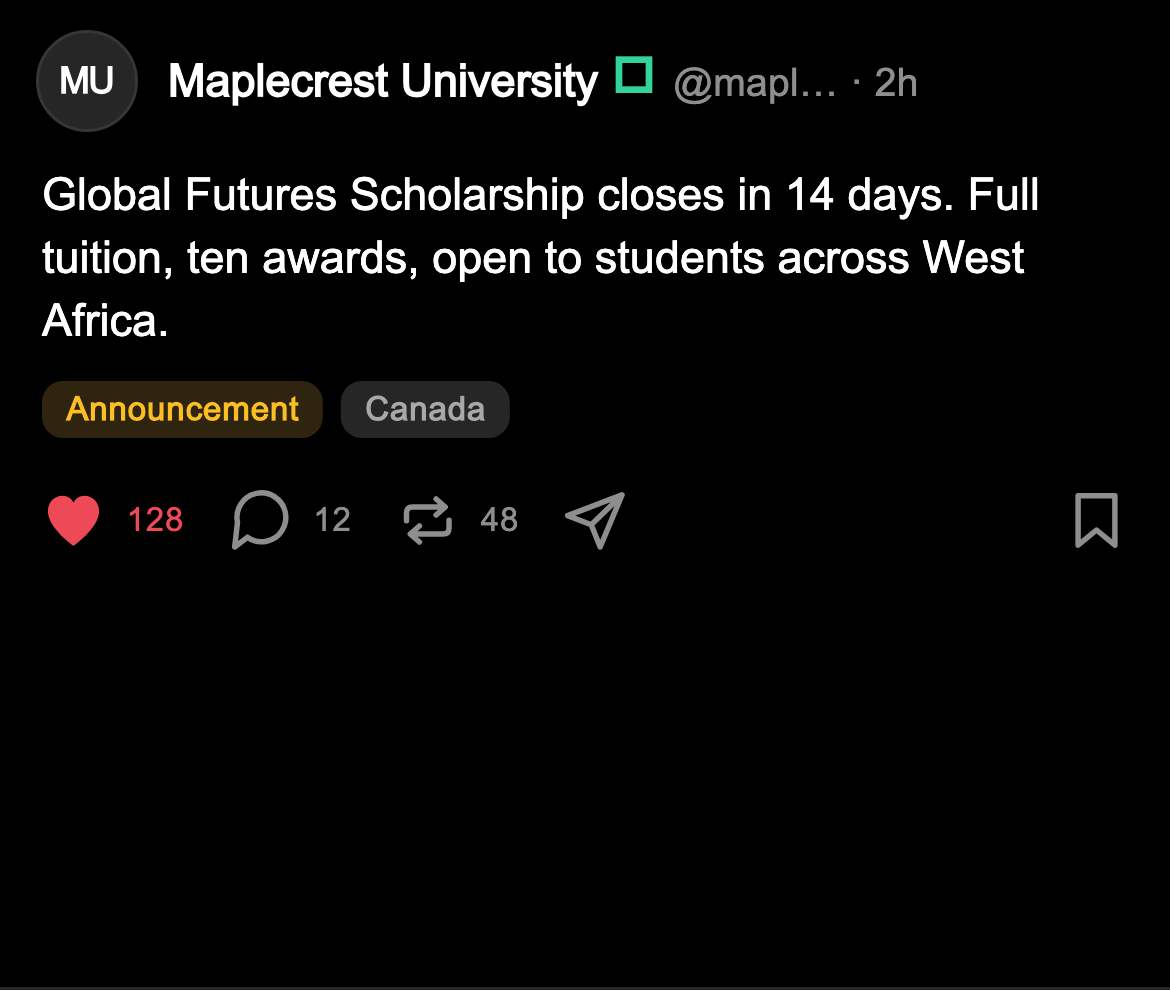 MU
Maplecrest University @mapl... · 2h
Global Futures Scholarship closes in 14 days. Full
tuition, ten awards, open to students across West
Africa.
Announcement Canada
128 12 48